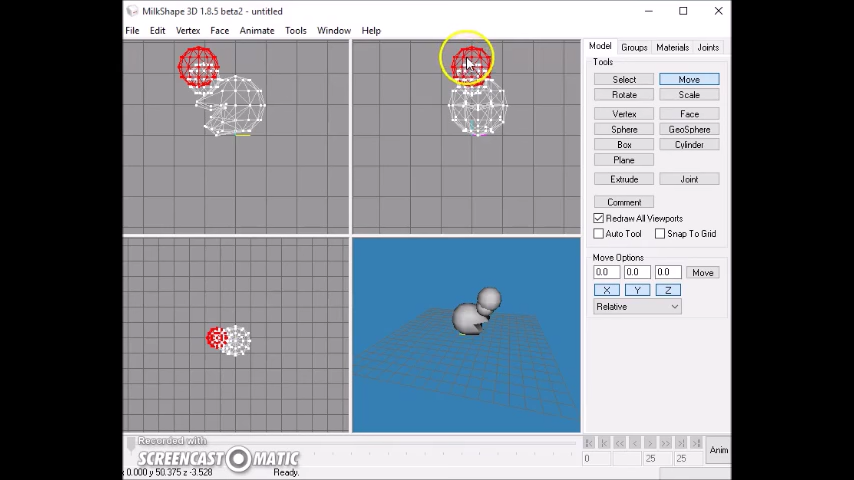 MilkShape 3D 1.8.5 beta2 - untitled
File Edit Vertex Face Animate Tools Window Help
Model Groups Materials Joints
Tools
Select Move
Rotate Scale
Vertex Face
Sphere GeoSphere
Box Cylinder
Plane
Extrude Joint
Comment
Redraw All Viewports
Auto Tool Snap To Grid
Move Options
0.0 0.0 0.0 Move
X Y Z
Relative
Recorded with
SCREENCAST MATIC
0 25 25 Anim
x 0.000 y 50.375 z -3.528 Ready.